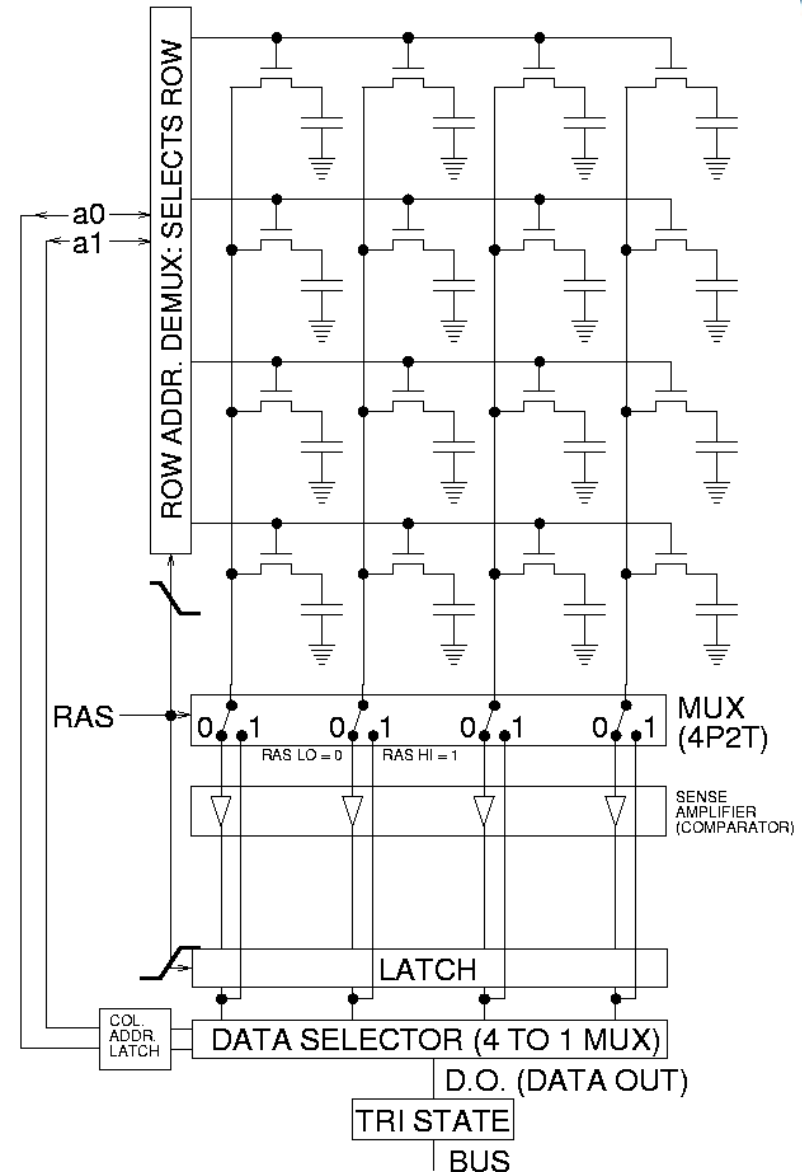 ROW ADDR. DEMUX: SELECTS ROW
a0
a1
RAS
0 1 0 1 0 1 0 1
RAS LO = 0 RAS HI = 1
MUX
(4P2T)
SENSE
AMPLIFIER
(COMPARATOR)
LATCH
COL.
ADDR.
LATCH
DATA SELECTOR (4 TO 1 MUX)
D.O. (DATA OUT)
TRI STATE
BUS